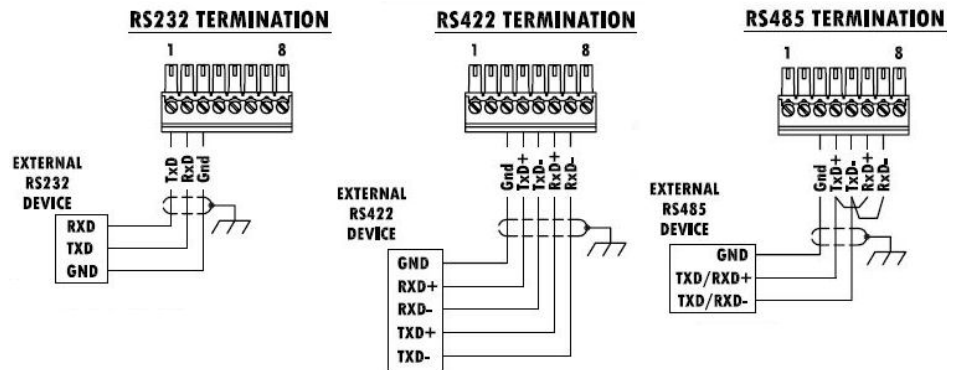 RS232 TERMINATION
1 8
TxD
RxD
Gnd
EXTERNAL
RS232
DEVICE
RXD
TXD
GND
RS422 TERMINATION
1 8
Gnd
TxD+
TxD-
RxD+
RxD-
EXTERNAL
RS422
DEVICE
GND
RXD+
RXD-
TXD+
TXD-
RS485 TERMINATION
1 8
Gnd
TxD+
TxD-
RxD+
RxD-
EXTERNAL
RS485
DEVICE
GND
TXD/RXD+
TXD/RXD-